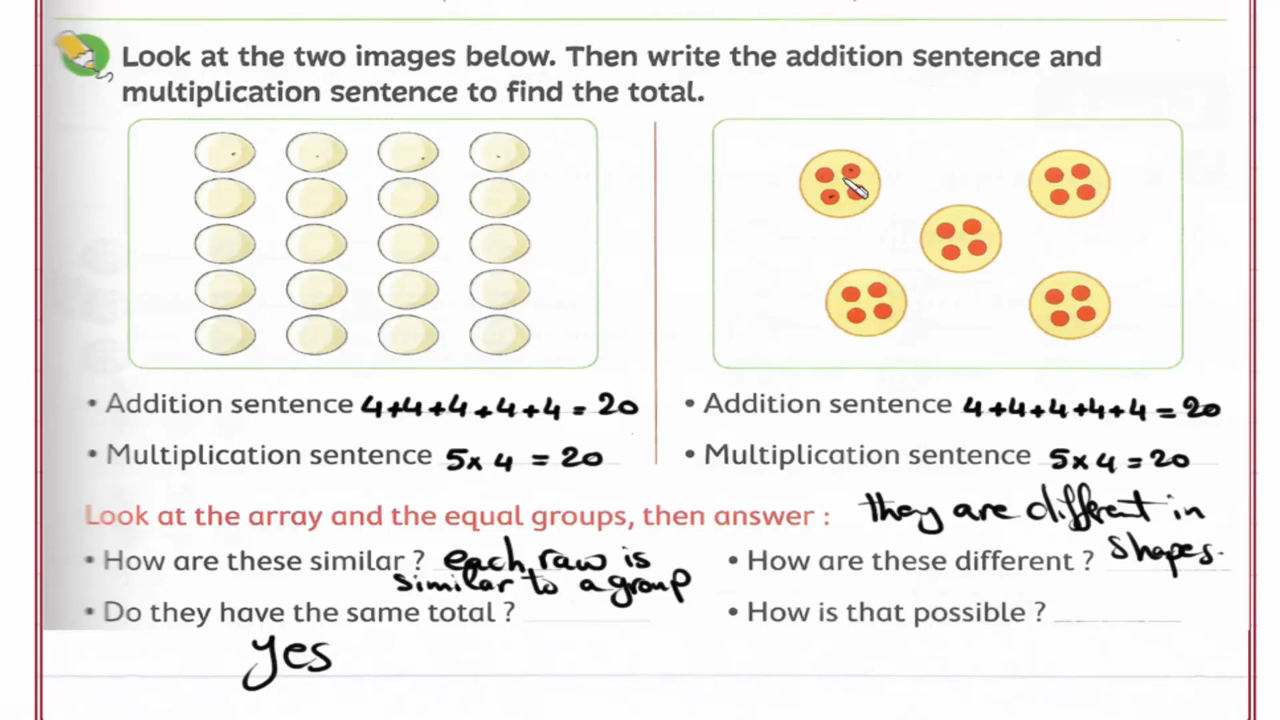 Look at the two images below. Then write the addition sentence and
multiplication sentence to find the total.
• Addition sentence 4+4+4+4+4 = 20
• Multiplication sentence 5x 4 = 20
• Addition sentence 4+4+4+4+4 = 20
• Multiplication sentence 5x4 = 20
Look at the array and the equal groups, then answer :
• How are these similar ? each raw is
similar to a group
• How are these different ? they are different in
shapes.
• Do they have the same total ?
yes
• How is that possible ?